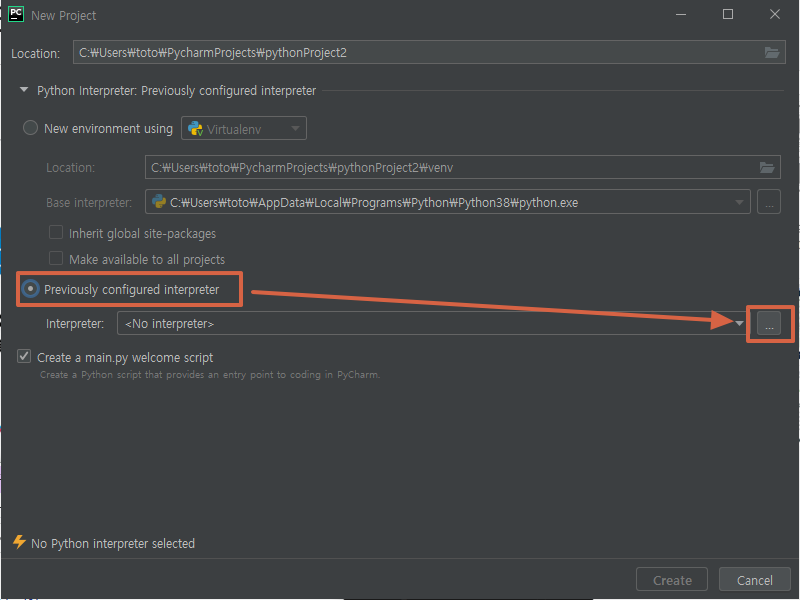 PC New Project
Location: C:₩Users₩toto₩PycharmProjects₩pythonProject2
Python Interpreter: Previously configured interpreter
New environment using Virtualenv
Location: C:₩Users₩toto₩PycharmProjects₩pythonProject2₩venv
Base interpreter: C:₩Users₩toto₩AppData₩Local₩Programs₩Python₩Python38₩python.exe ...
Inherit global site-packages
Make available to all projects
Previously configured interpreter
Interpreter: <No interpreter> ...
Create a main.py welcome script
Create a Python script that provides an entry point to coding in PyCharm.
No Python interpreter selected
Create Cancel